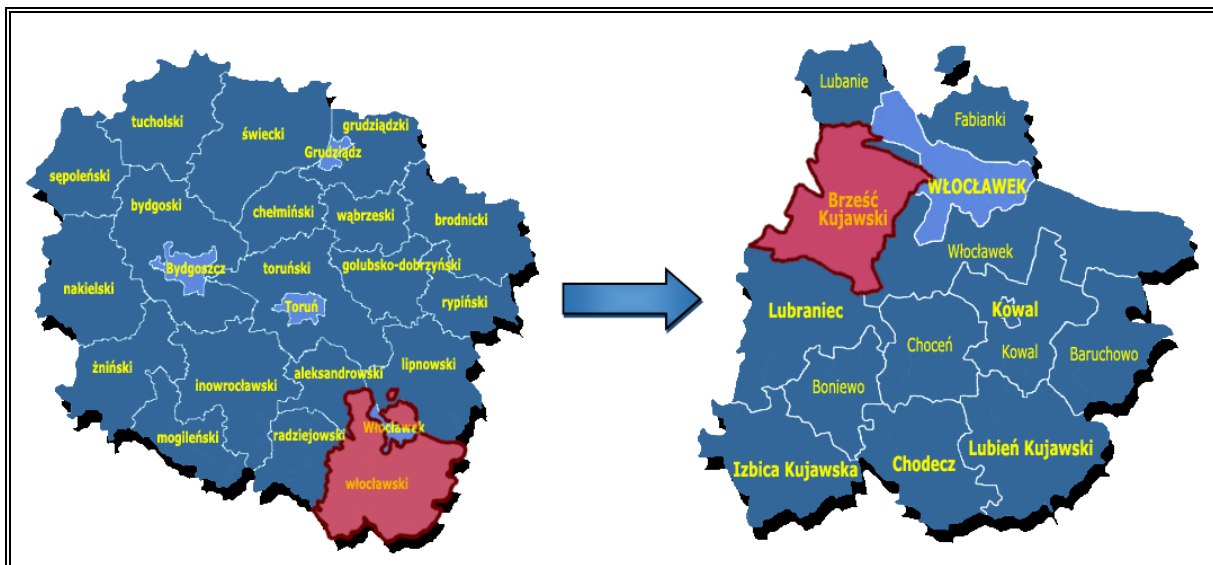 tucholski
świecki
grudziądzki
Grudziądz
sępoleński
bydgoski
chełmiński
wąbrzeski
brodnicki
Bydgoszcz
toruński
golubsko-dobrzyński
nakielski
rypiński
Toruń
żniński
inowrocławski
aleksandrowski
lipnowski
mogileński
radziejowski
Włocławek
włocławski
Lubanie
Fabianki
WŁOCŁAWEK
Brześć
Kujawski
Włocławek
Lubraniec
Kowal
Choceń
Kowal
Baruchowo
Boniewo
Izbica Kujawska
Chodecz
Lubień Kujawski